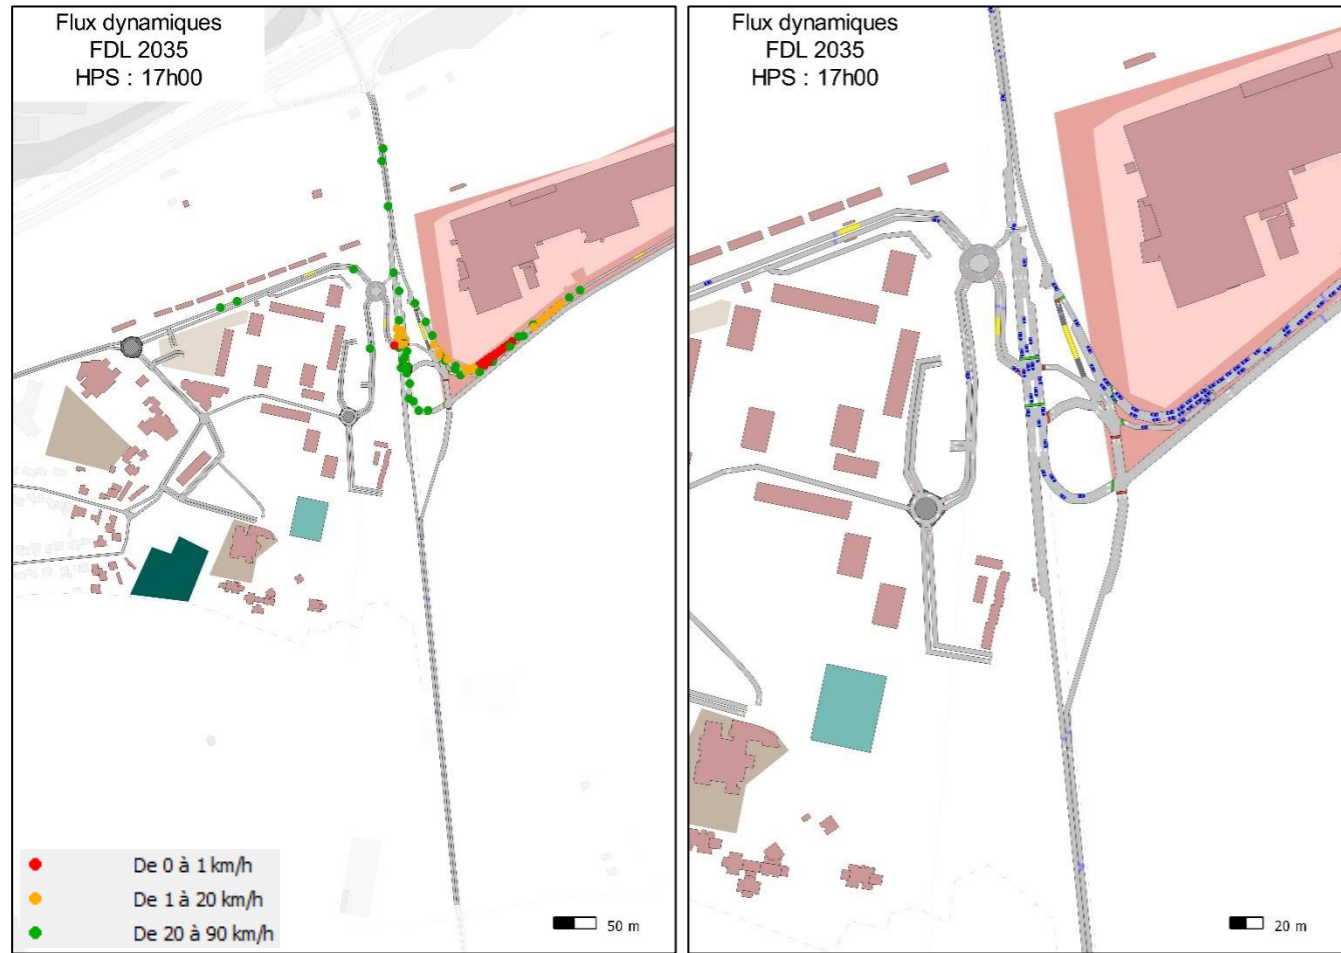 Flux dynamiques
FDL 2035
HPS : 17h00
De 0 à 1 km/h
De 1 à 20 km/h
De 20 à 90 km/h
50 m
Flux dynamiques
FDL 2035
HPS : 17h00
20 m